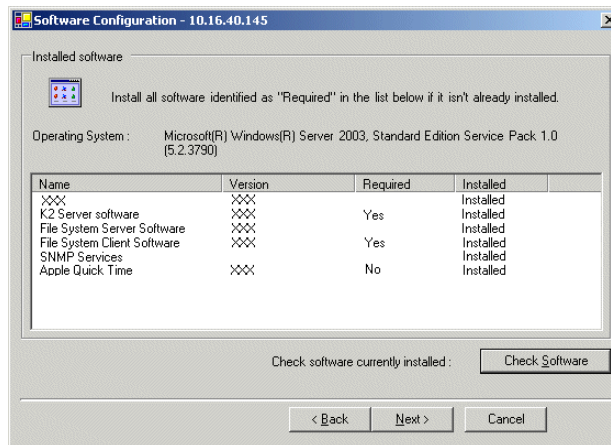 Software Configuration - 10.16.40.145
Installed software
Install all software identified as "Required" in the list below if it isn't already installed.
Operating System : Microsoft(R) Windows(R) Server 2003, Standard Edition Service Pack 1.0
(5.2.3790)
Name Version Required Installed
XXX XXX Installed
K2 Server software XXX Yes Installed
File System Server Software XXX Installed
File System Client Software XXX Yes Installed
SNMP Services Installed
Apple Quick Time XXX No Installed
Check software currently installed : Check Software
< Back Next > Cancel